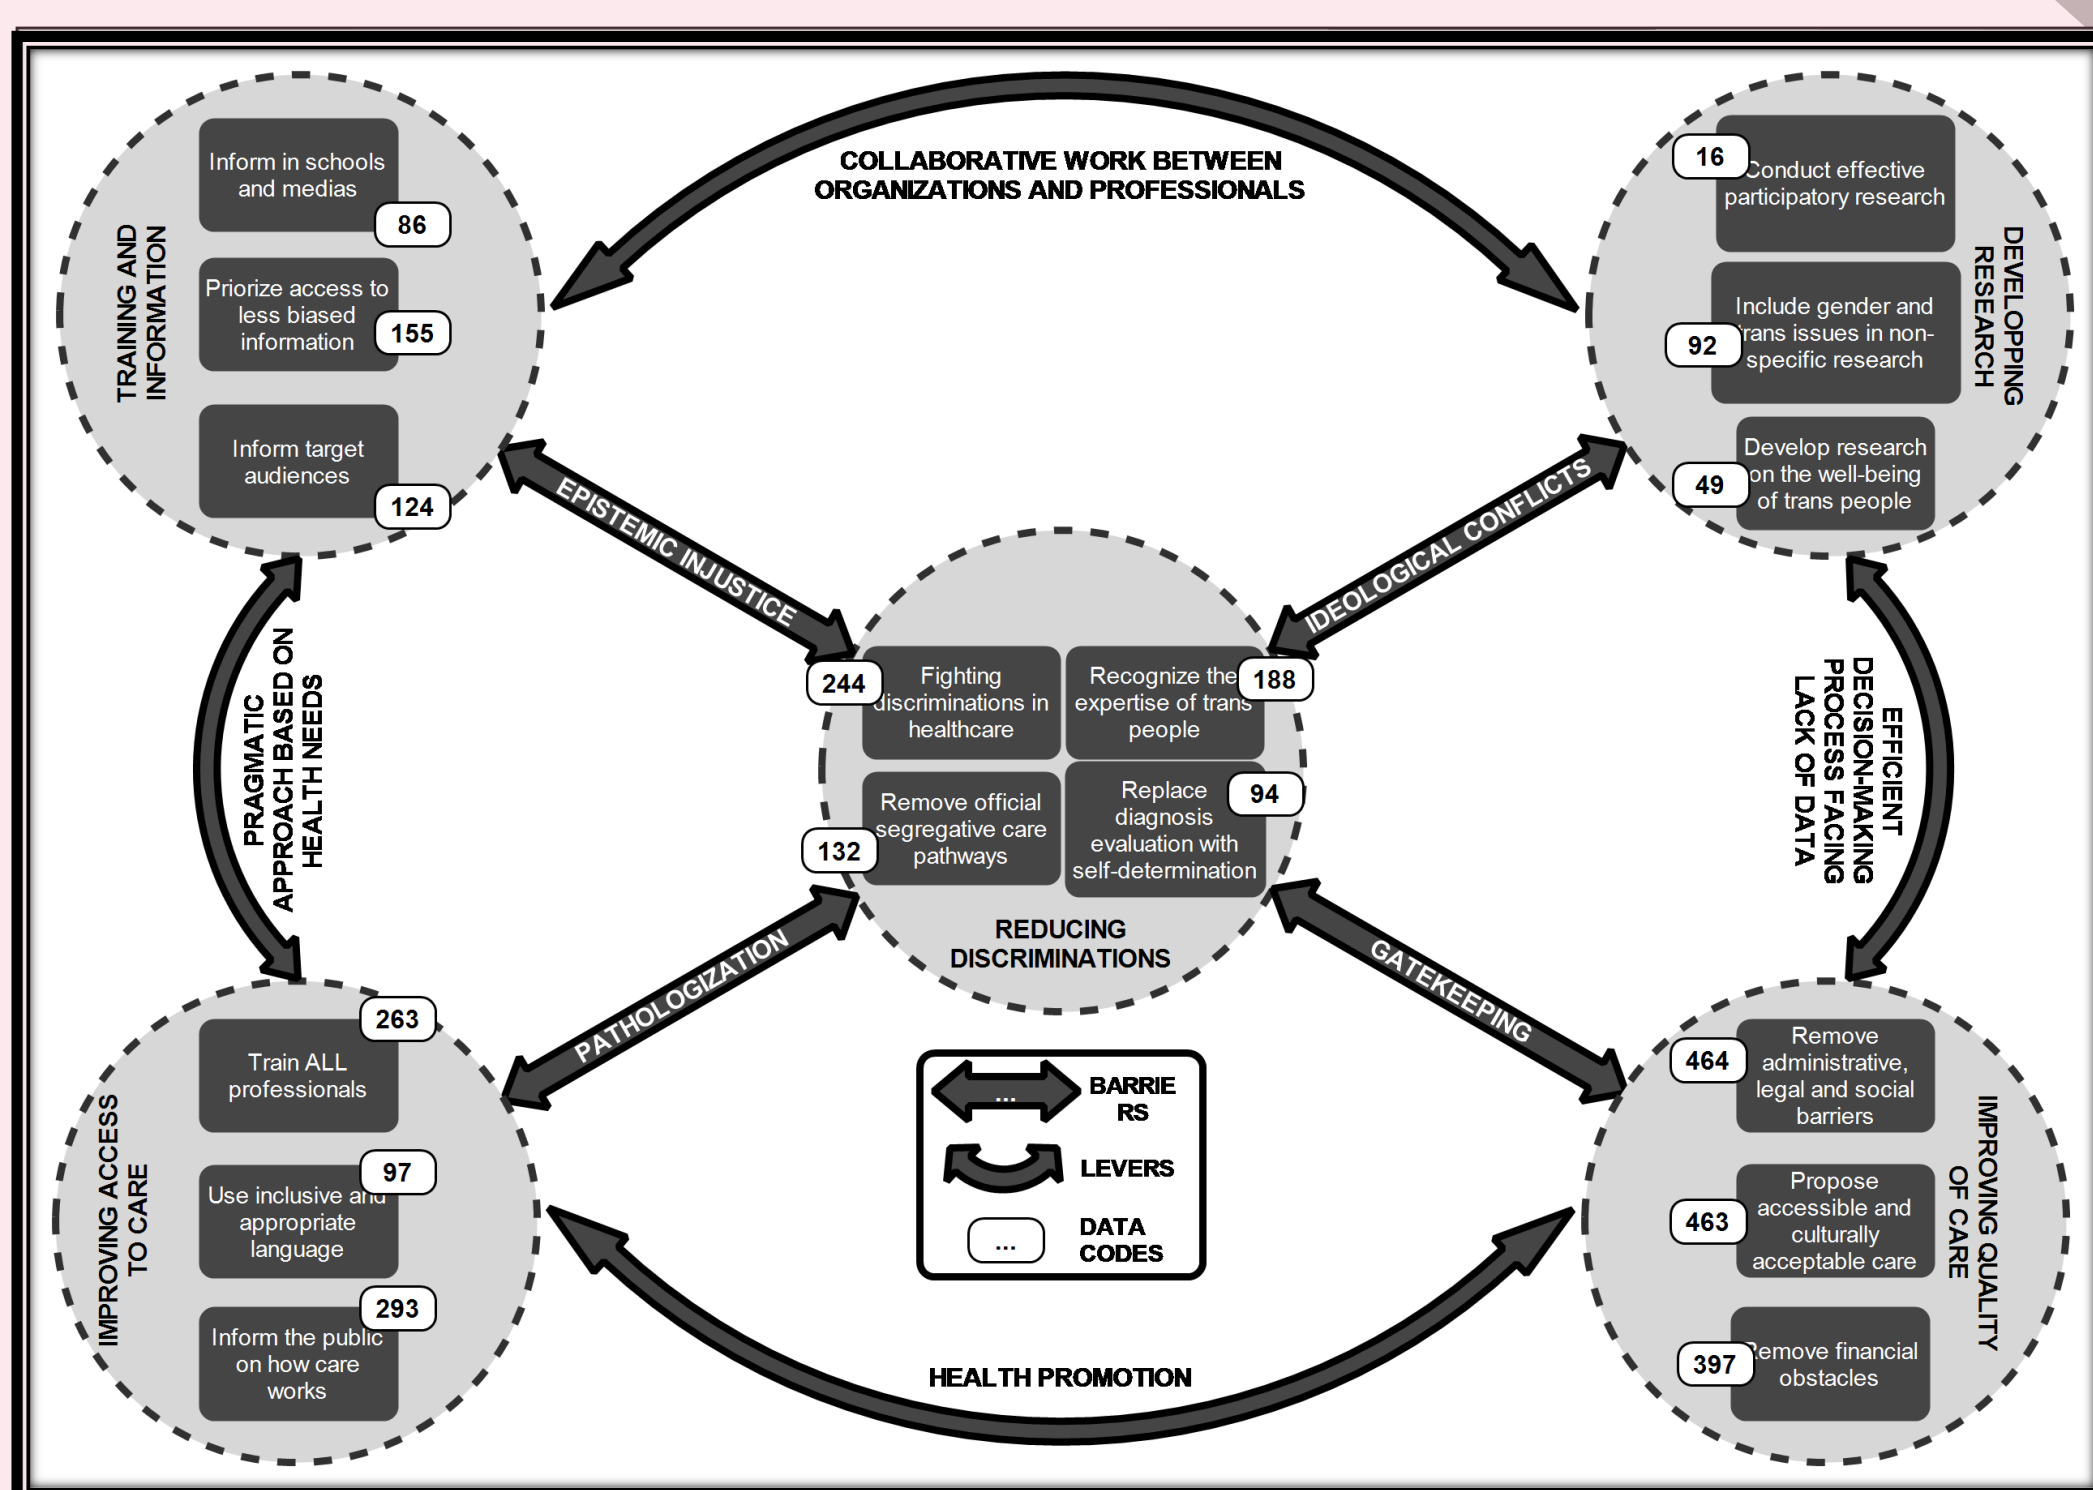 COLLABORATIVE WORK BETWEEN
ORGANIZATIONS AND PROFESSIONALS
TRAINING AND
INFORMATION
Inform in schools
and medias
86
Priorize access to
less biased
information
155
Inform target
audiences
124
DEVELOPPING
RESEARCH
16
Conduct effective
participatory research
92
Include gender and
trans issues in non-
specific research
49
Develop research
on the well-being
of trans people
EPISTEMIC INJUSTICE
IDEOLOGICAL CONFLICTS
PRAGMATIC
APPROACH BASED ON
HEALTH NEEDS
244
Fighting
discriminations in
healthcare
Recognize the
expertise of trans
people
188
132
Remove official
segregative care
pathways
Replace
diagnosis
evaluation with
self-determination
94
REDUCING
DISCRIMINATIONS
EFFICIENT
DECISION-MAKING
PROCESS FACING
LACK OF DATA
PATHOLOGIZATION
GATEKEEPING
IMPROVING ACCESS
TO CARE
263
Train ALL
professionals
97
Use inclusive and
appropriate
language
293
Inform the public
on how care
works
...
BARRIE
RS
LEVERS
...
DATA
CODES
IMPROVING QUALITY
OF CARE
464
Remove
administrative,
legal and social
barriers
463
Propose
accessible and
culturally
acceptable care
397
Remove financial
obstacles
HEALTH PROMOTION